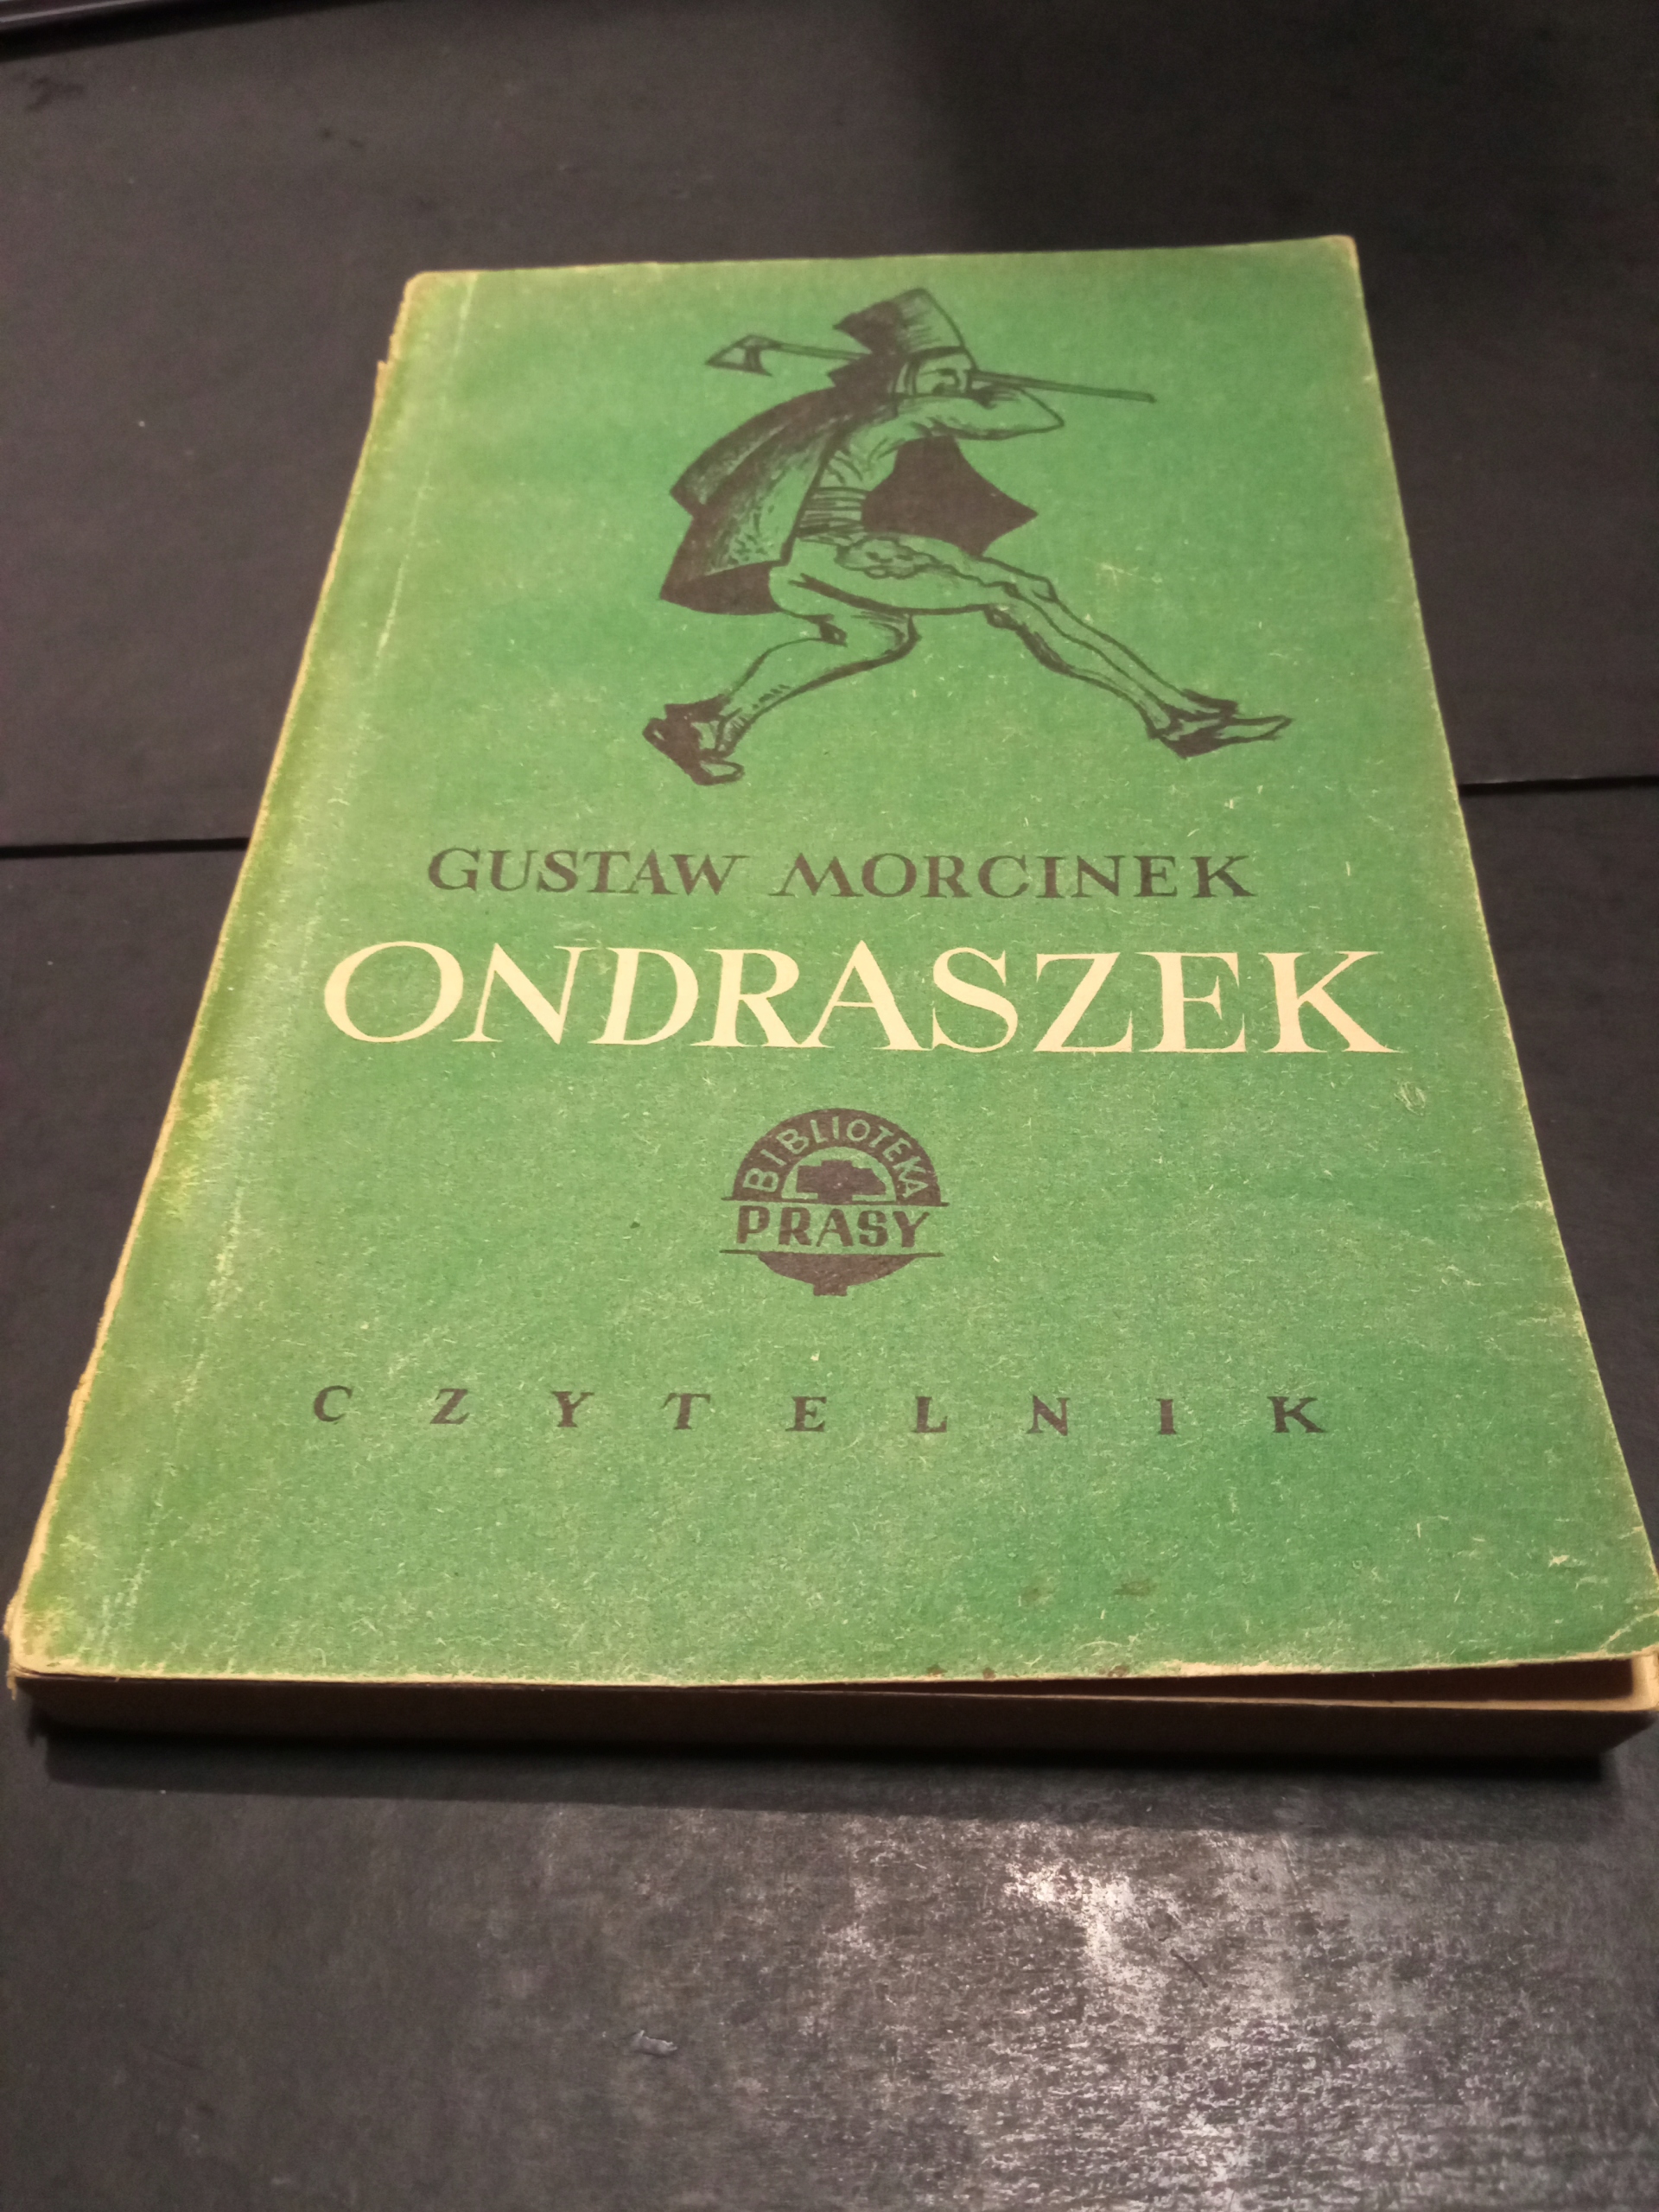 GUSTAW MORCINEK
ONDRASZEK
BIBLIOTEKA
PRASY
CZYTELNIK